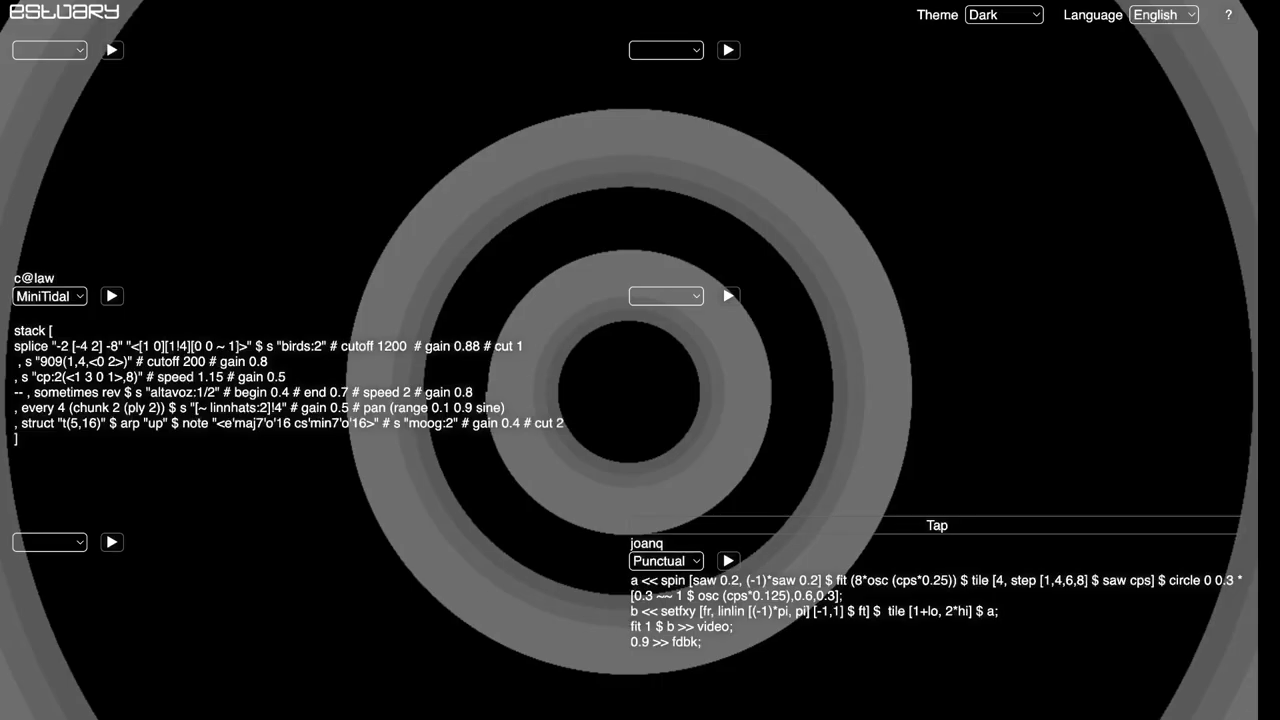 estuary
Theme Dark Language English ?
c@law
MiniTidal
stack [
splice "-2 [-4 2] -8" "<[1 0][1!4][0 0 ~ 1]>" $ s "birds:2" # cutoff 1200  # gain 0.88 # cut 1
, s "909(1,4,<0 2>)" # cutoff 200 # gain 0.8
, s "cp:2(<1 3 0 1>,8)" # speed 1.15 # gain 0.5
-- , sometimes rev $ s "altavoz:1/2" # begin 0.4 # end 0.7 # speed 2 # gain 0.8
, every 4 (chunk 2 (ply 2)) $ s "[~ linnhats:2]!4" # gain 0.5 # pan (range 0.1 0.9 sine)
, struct "t(5,16)" $ arp "up" $ note "<e'maj7'o'16 cs'min7'o'16>" # s "moog:2" # gain 0.4 # cut 2
]
Tap
joanq
Punctual
a << spin [saw 0.2, (-1)*saw 0.2] $ fit (8*osc (cps*0.25)) $ tile [4, step [1,4,6,8] $ saw cps] $ circle 0 0.3 *
[0.3 ~~ 1 $ osc (cps*0.125),0.6,0.3];
b << setfxy [fr, linlin [(-1)*pi, pi] [-1,1] $ ft] $  tile [1+lo, 2*hi] $ a;
fit 1 $ b >> video;
0.9 >> fdbk;